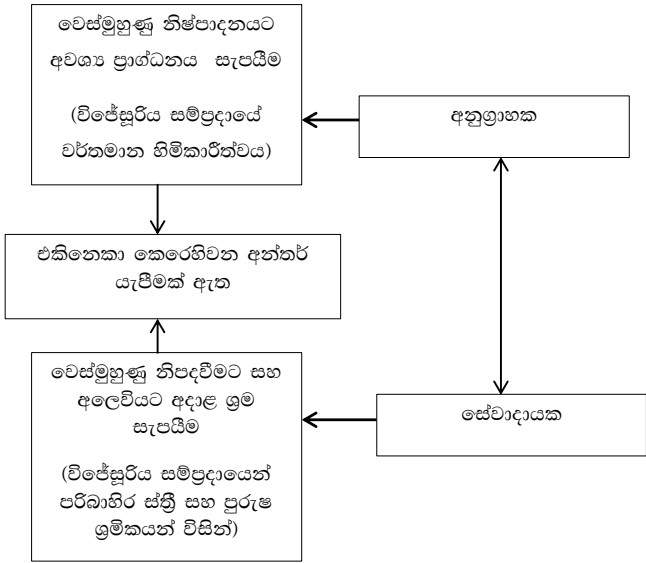 වෙස්මුහුණු නිෂ්පාදනයට
අවශ්‍ය ප්‍රාග්ධනය සැපයීම
(විජේසූරිය සම්ප්‍රදායේ
වර්තමාන හිමිකාරීත්වය)
අනුග්‍රාහක
එකිනෙකා කෙරෙහිවන අන්තර්
යැපීමක් ඇත
වෙස්මුහුණු නිපදවීමට සහ
අලෙවියට අදාළ ශ්‍රම
සැපයීම
(විජේසූරිය සම්ප්‍රදායෙන්
පරිබාහිර ස්ත්‍රී සහ පුරුෂ
ශ්‍රමිකයන් විසින්)
සේවාදායක